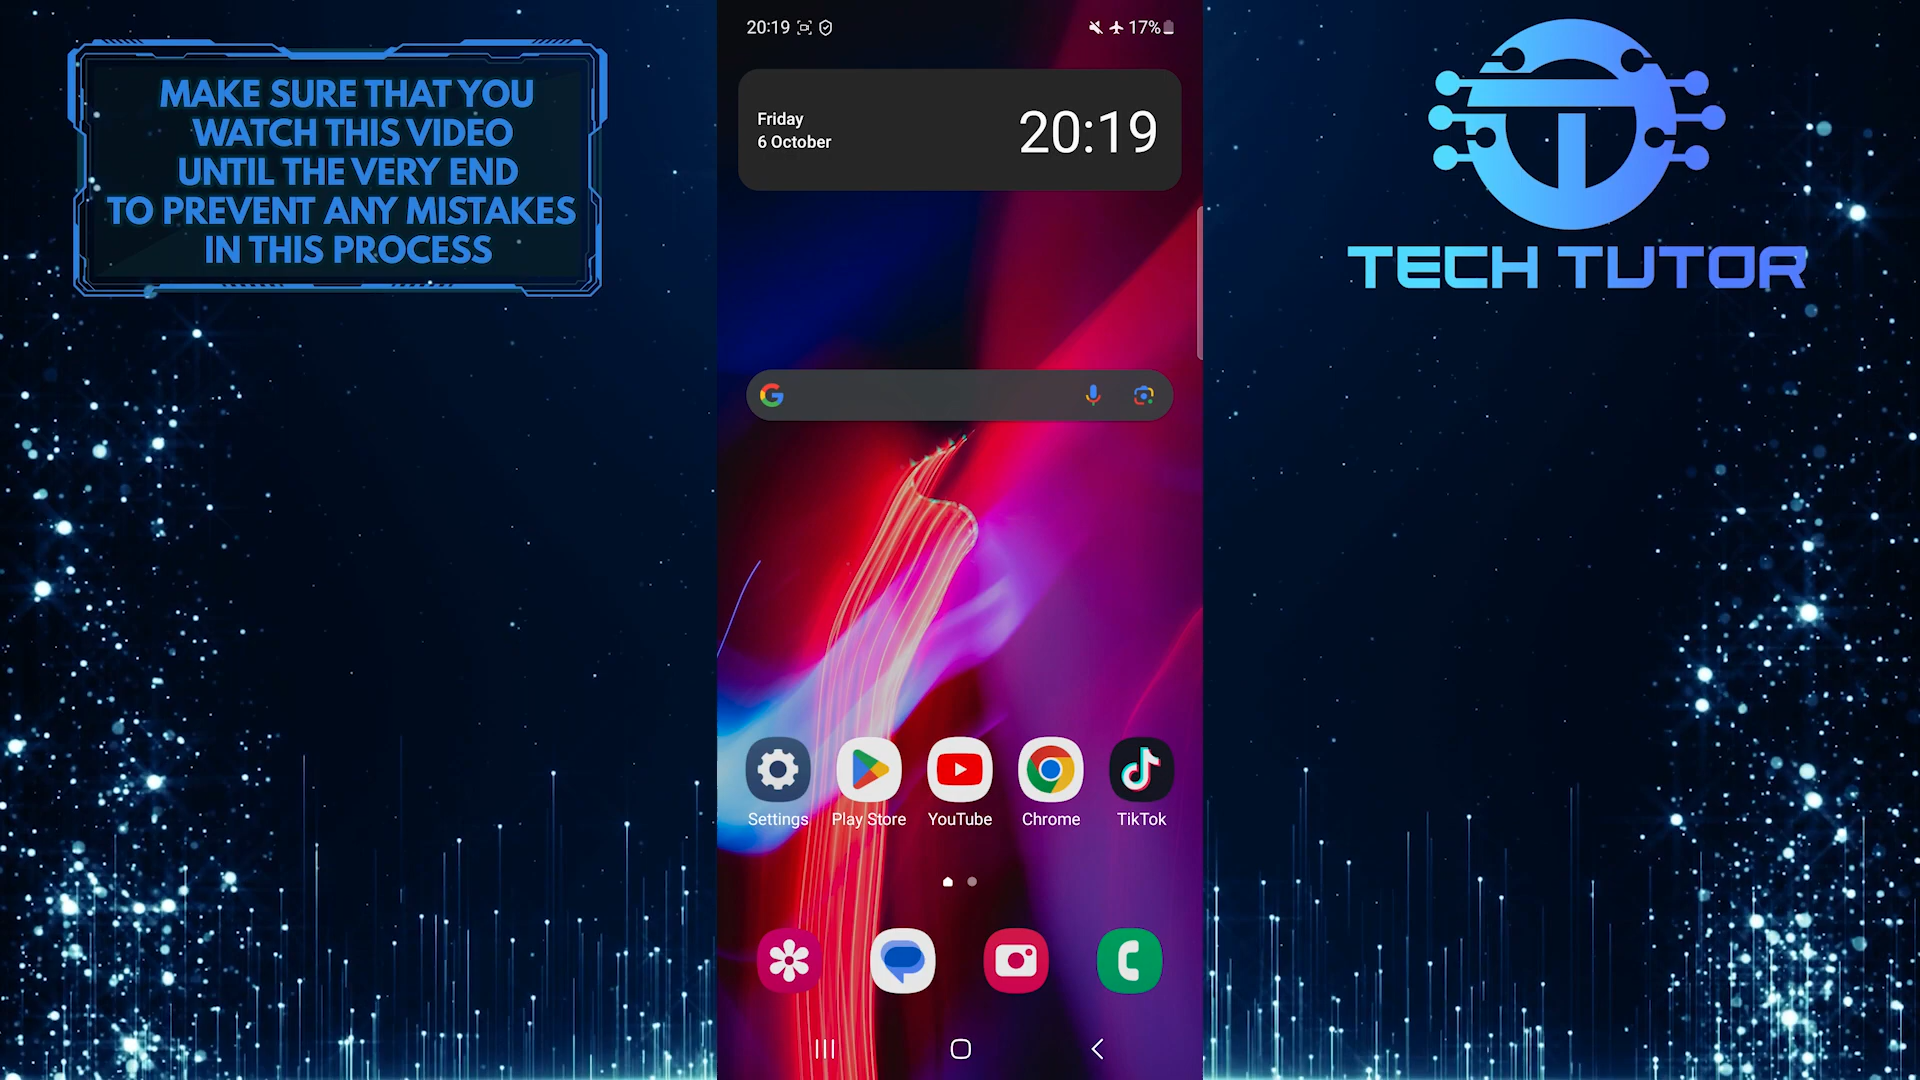 MAKE SURE THAT YOU
WATCH THIS VIDEO
UNTIL THE VERY END
TO PREVENT ANY MISTAKES
IN THIS PROCESS
20:19
17%
Friday
6 October
20:19
Settings
Play Store
YouTube
Chrome
TikTok
TECH TUTOR